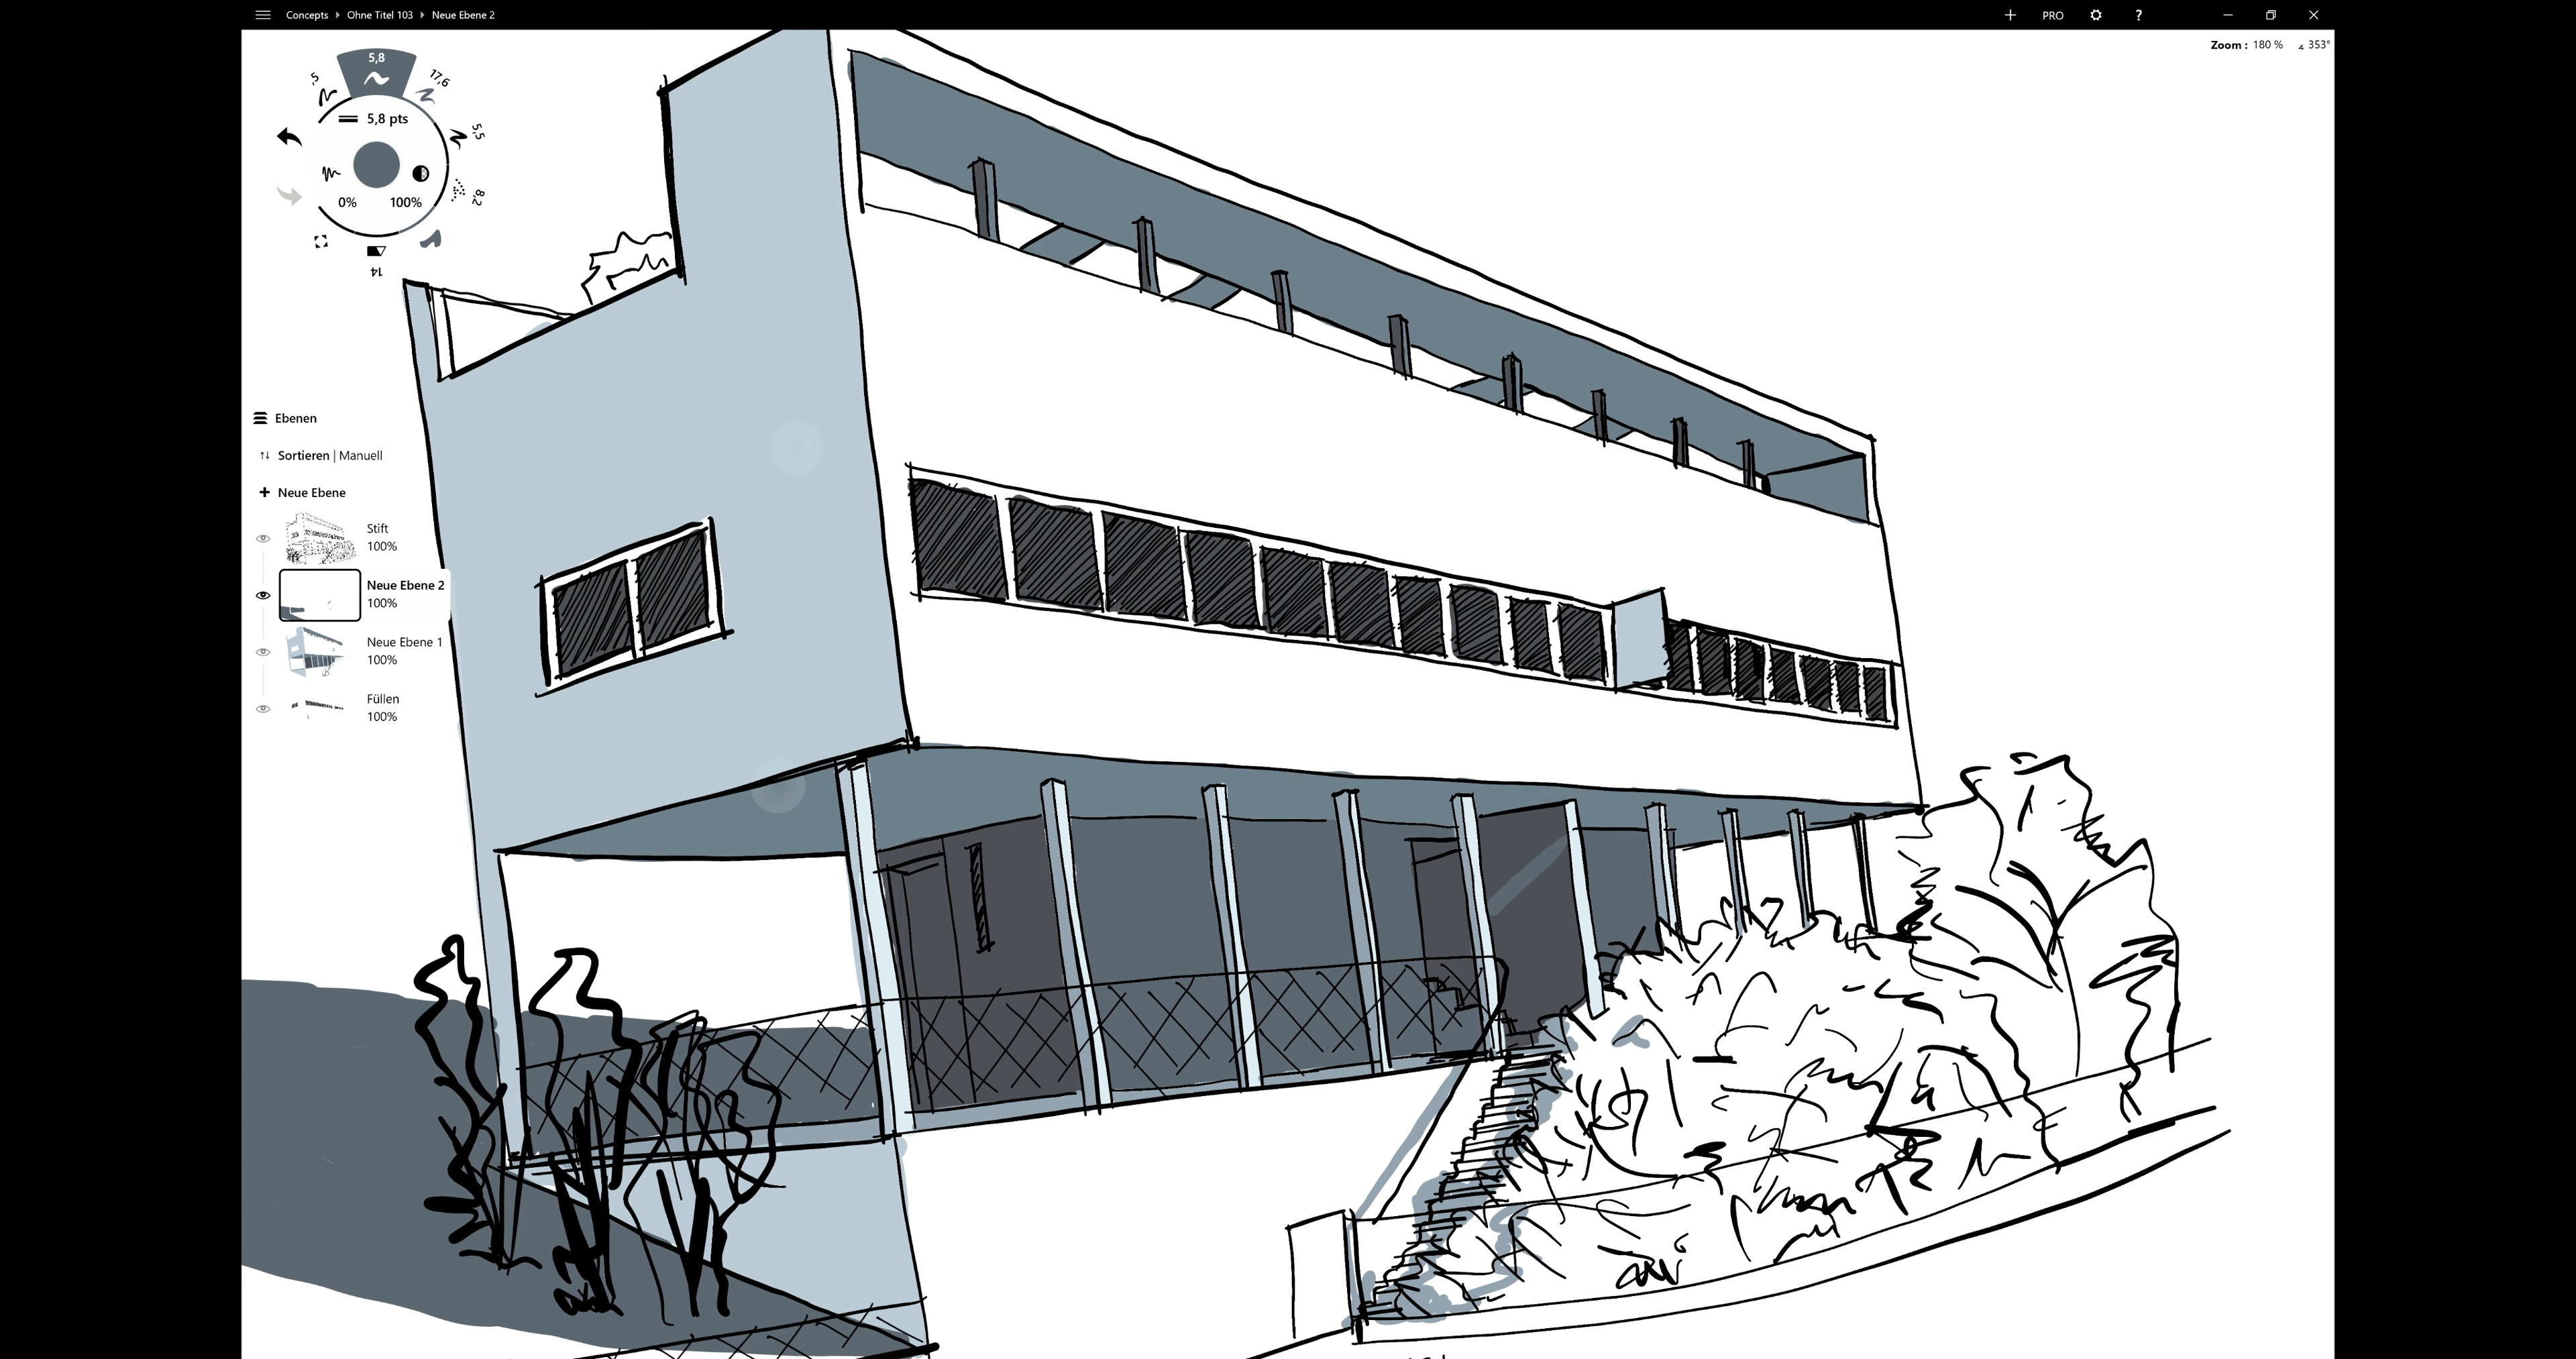 Concepts ▸ Ohne Titel 103 ▸ Neue Ebene 2
PRO ?
Zoom : 180 % 353°
5,8
,5
17,6
5,8 pts
5,5
8,2
0% 100%
14
Ebenen
Sortieren | Manuell
Neue Ebene
Stift
100%
Neue Ebene 2
100%
Neue Ebene 1
100%
Füllen
100%